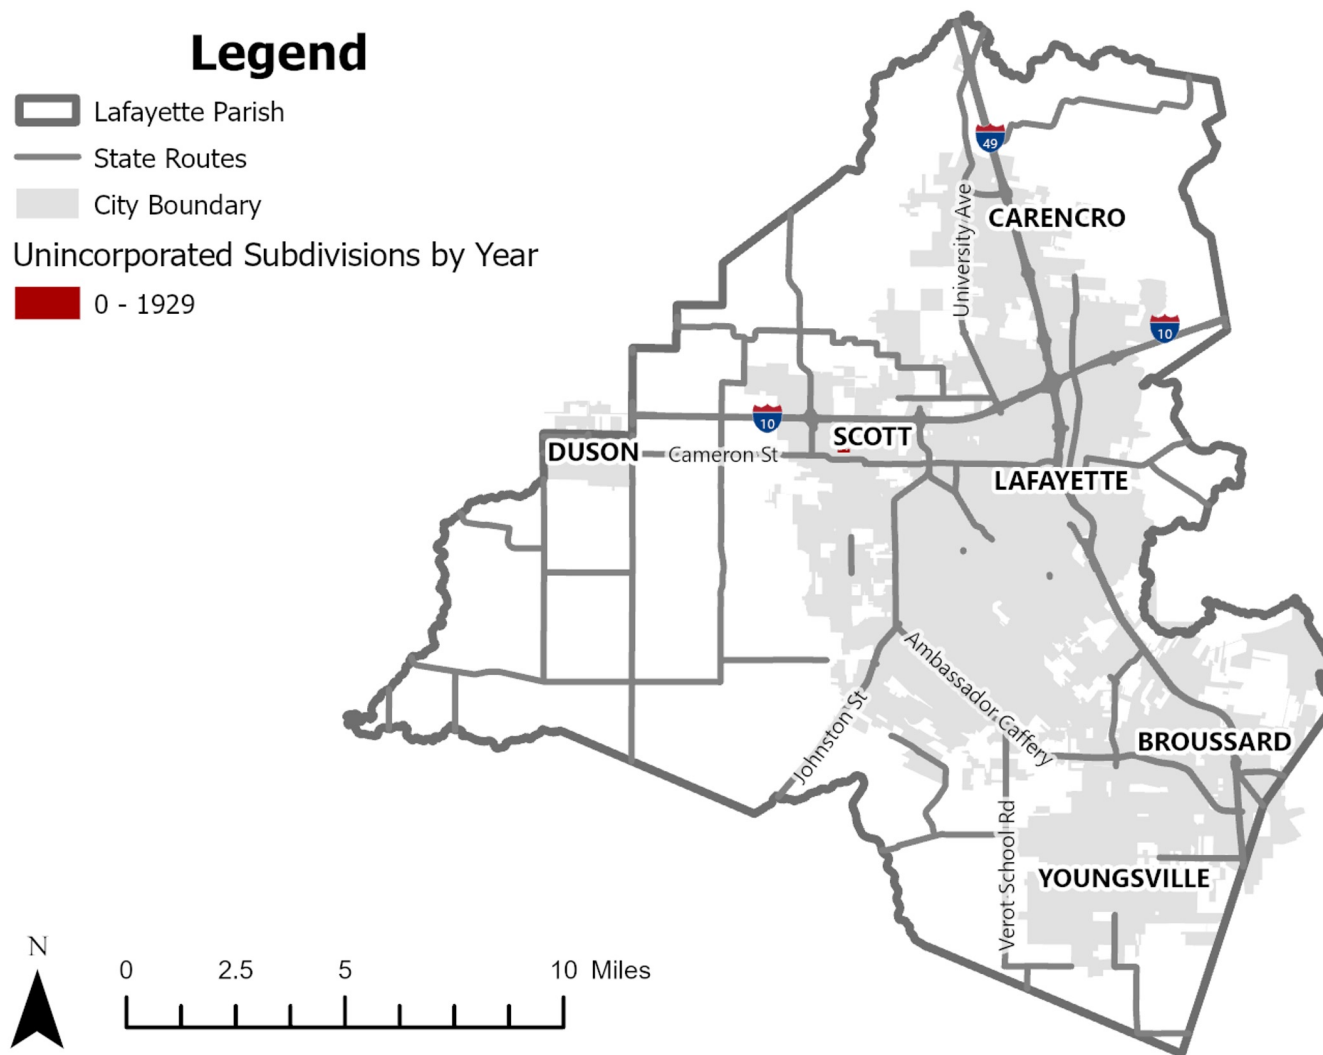 Legend
Lafayette Parish
State Routes
City Boundary
Unincorporated Subdivisions by Year
0 - 1929
49
University Ave
CARENCRO
10
10
SCOTT
DUSON
Cameron St
LAFAYETTE
Ambassador Caffery
Johnston St
BROUSSARD
Verot School Rd
YOUNGSVILLE
N
0 2.5 5 10 Miles